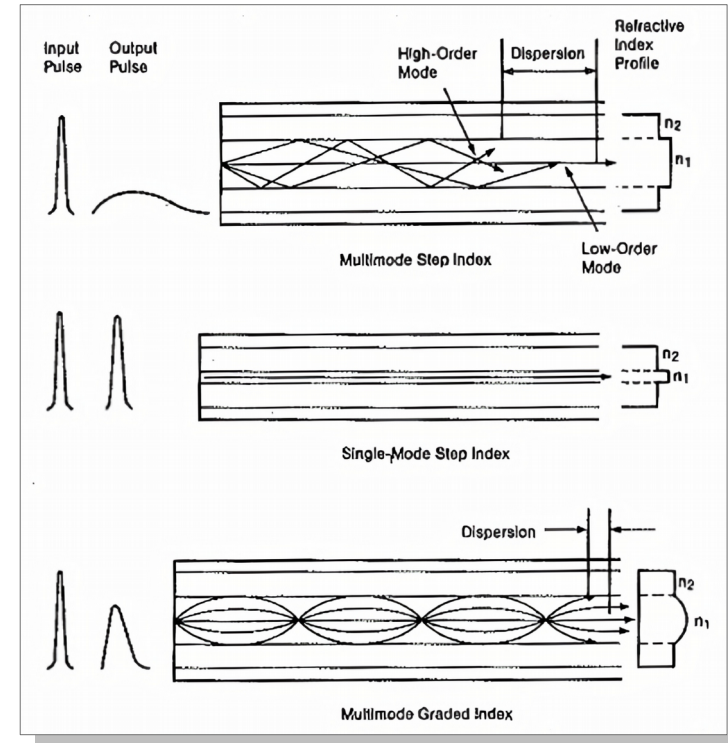 Input
Pulse
Output
Pulse
High-Order
Mode
Dispersion
Refractive
Index
Profile
n2
n1
Low-Order
Mode
Multimode Step Index
n2
n1
Single-Mode Step Index
Dispersion
n2
n1
Multimode Graded Index